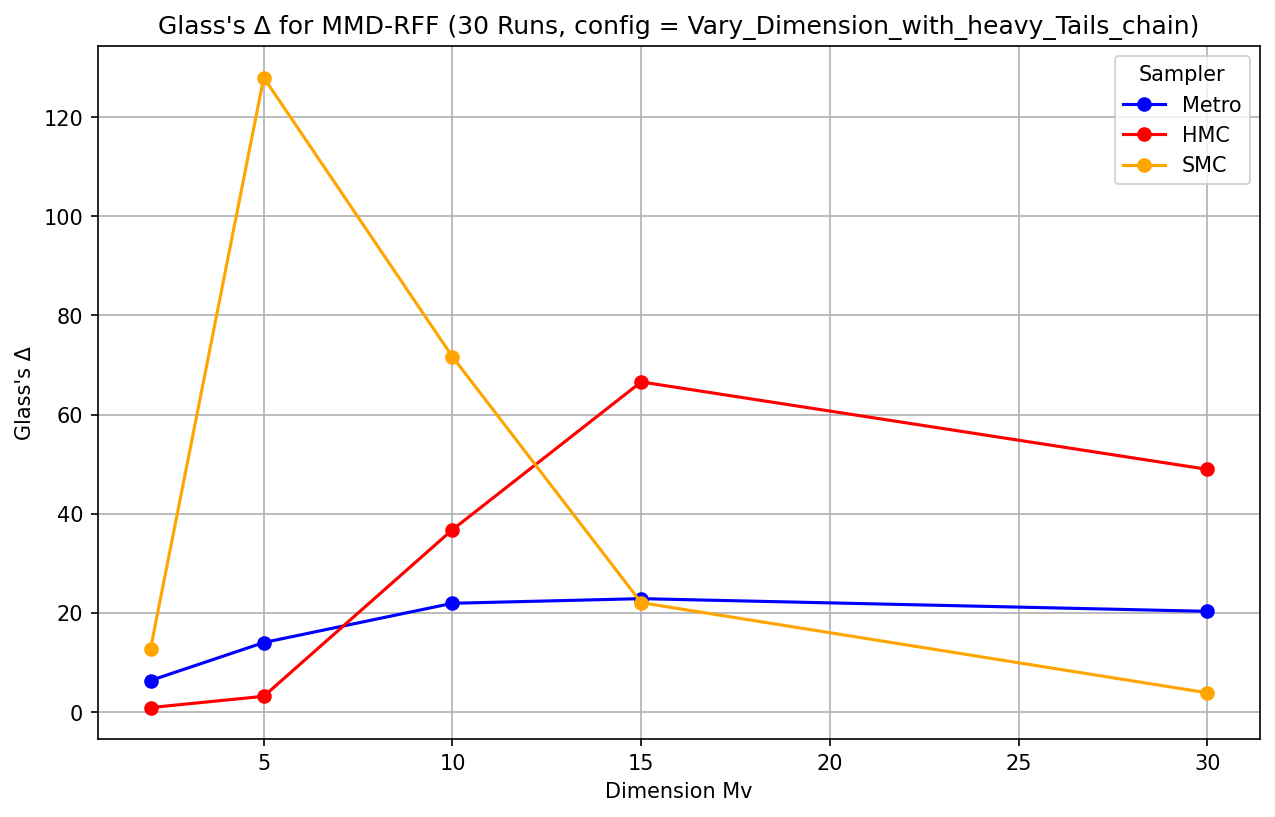 Glass's Δ for MMD-RFF (30 Runs, config = Vary_Dimension_with_heavy_Tails_chain)
Sampler
Metro
HMC
SMC
Glass's Δ
120
100
80
60
40
20
0
5 10 15 20 25 30
Dimension Mv